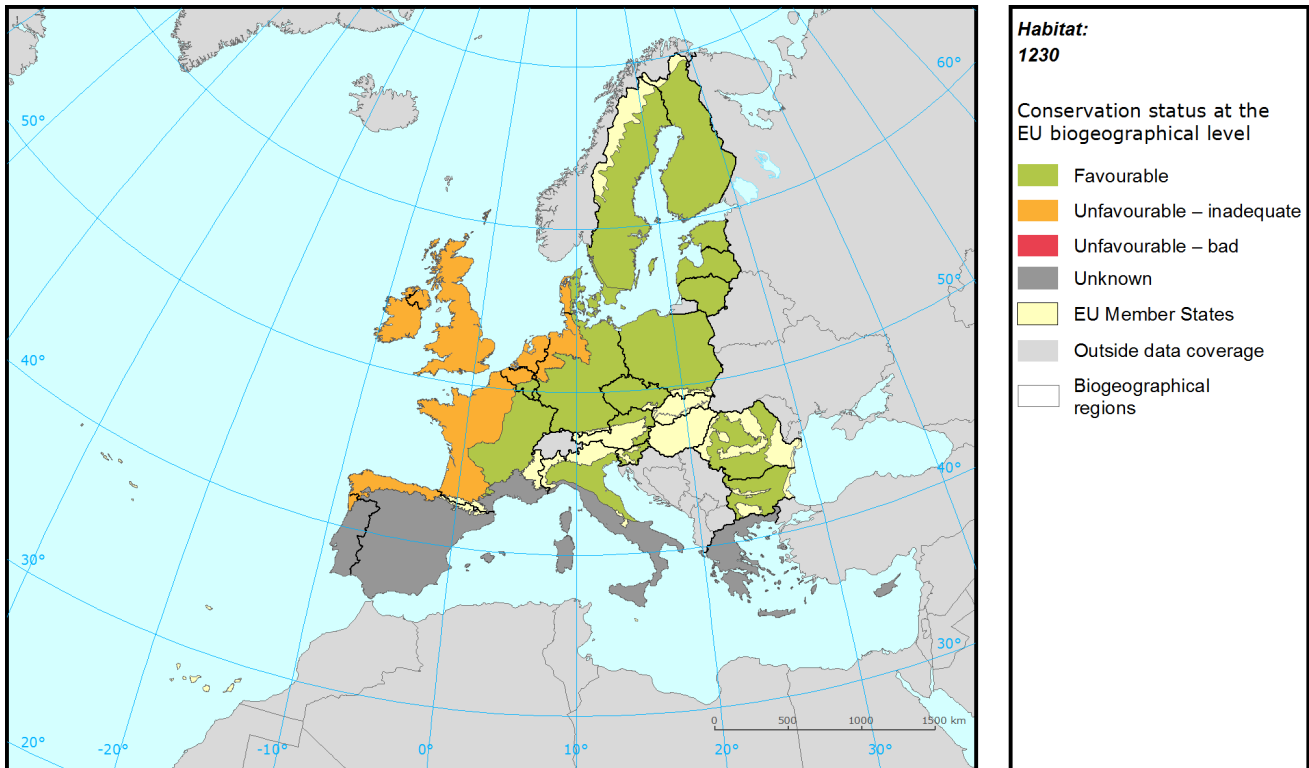 60°
50°
50°
40°
40°
30°
30°
0 500 1000 1500 km
20° -20° -10° 0° 10° 20° 30°
Habitat:
1230
Conservation status at the
EU biogeographical level
Favourable
Unfavourable – inadequate
Unfavourable – bad
Unknown
EU Member States
Outside data coverage
Biogeographical
regions